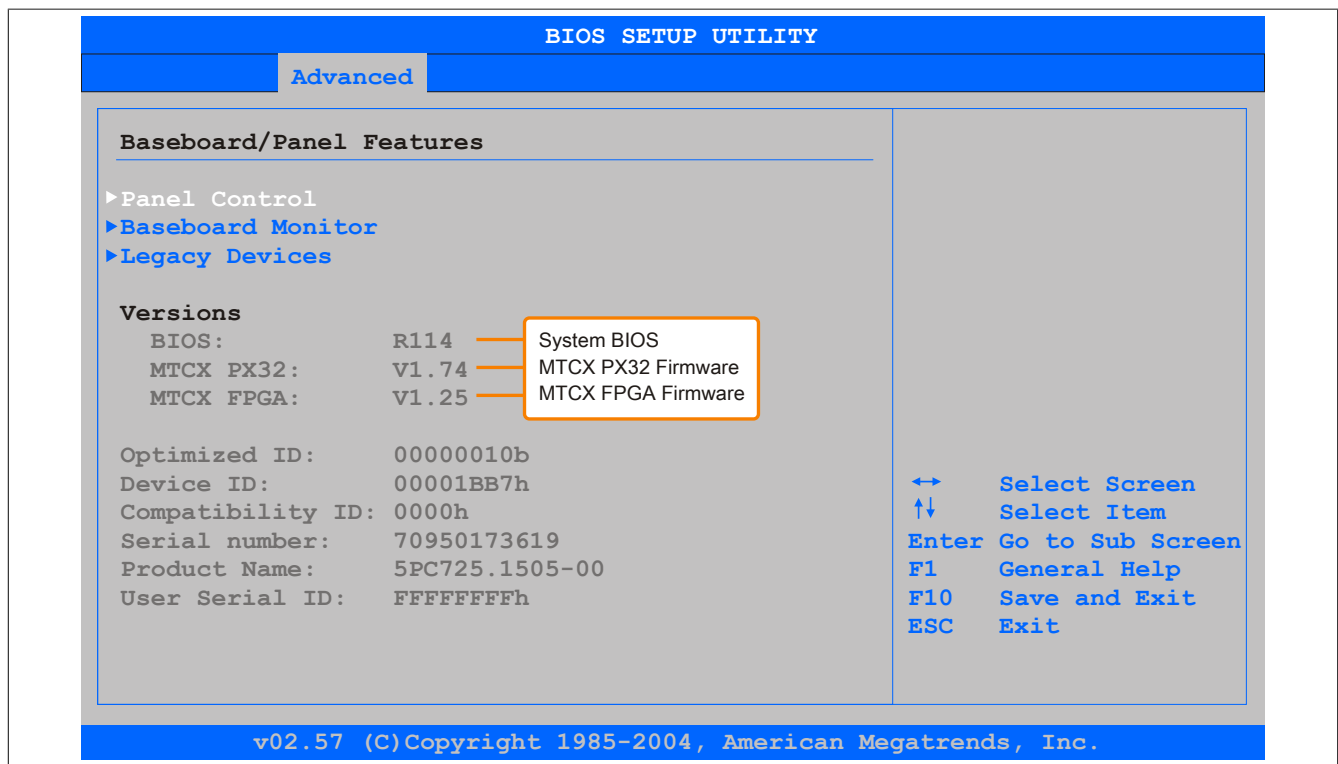 BIOS SETUP UTILITY
Advanced
Baseboard/Panel Features
Panel Control
Baseboard Monitor
Legacy Devices
Versions
BIOS: R114 System BIOS
MTCX PX32: V1.74 MTCX PX32 Firmware
MTCX FPGA: V1.25 MTCX FPGA Firmware
Optimized ID: 00000010b
Device ID: 00001BB7h
Compatibility ID: 0000h
Serial number: 70950173619
Product Name: 5PC725.1505-00
User Serial ID: FFFFFFFFh
↔ Select Screen
↑↓ Select Item
Enter Go to Sub Screen
F1 General Help
F10 Save and Exit
ESC Exit
v02.57 (C)Copyright 1985-2004, American Megatrends, Inc.